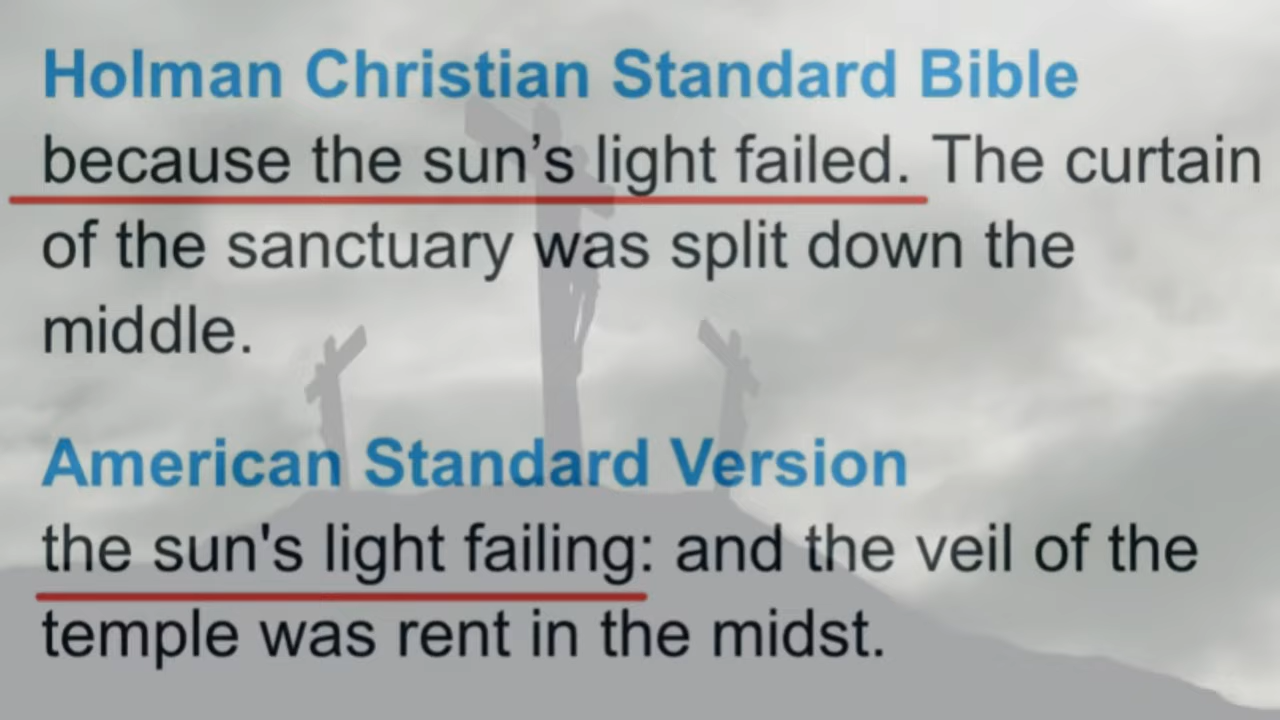 Holman Christian Standard Bible
because the sun’s light failed. The curtain
of the sanctuary was split down the
middle.
American Standard Version
the sun's light failing: and the veil of the
temple was rent in the midst.